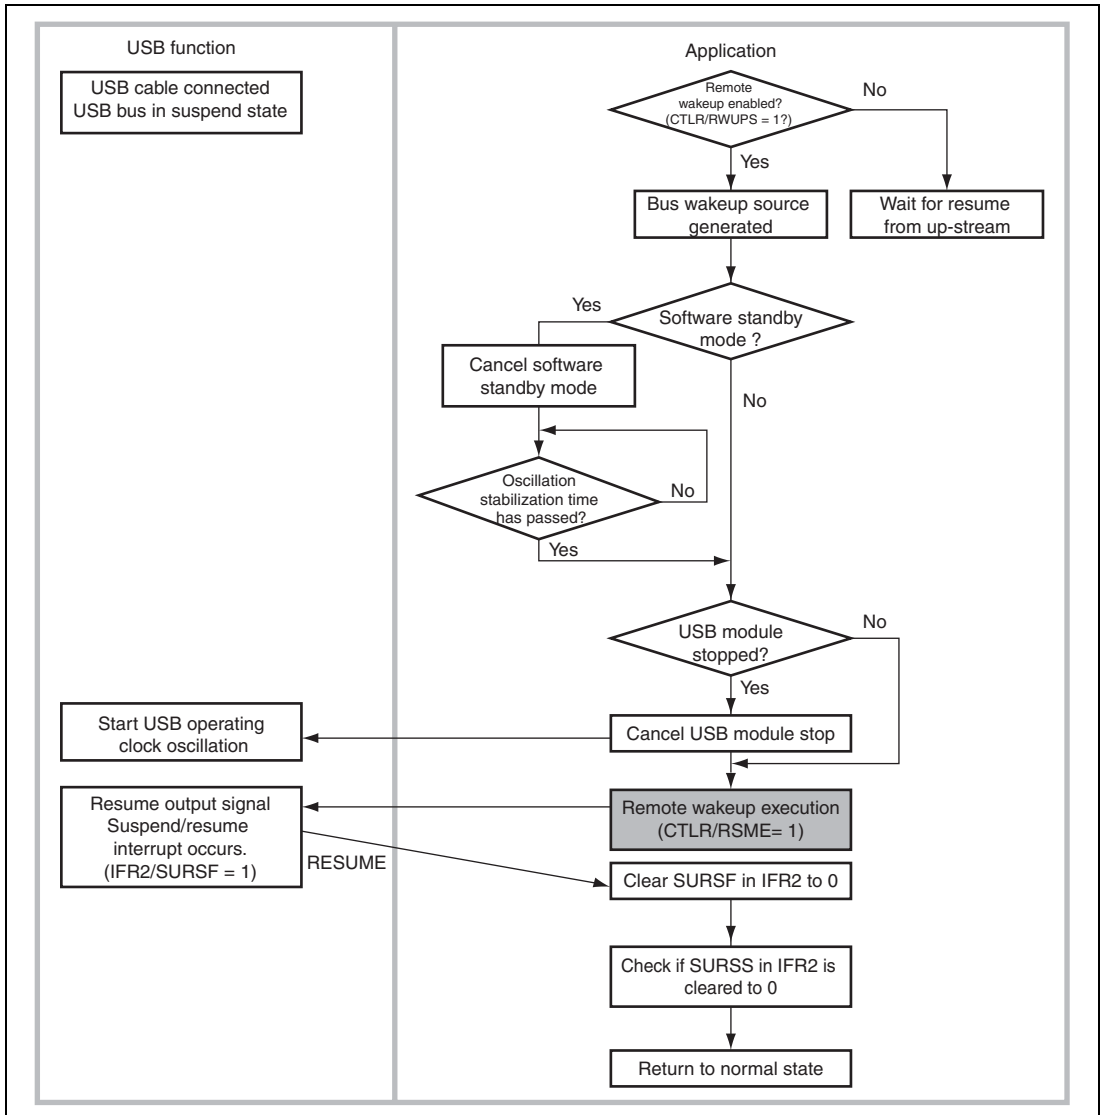 USB function
USB cable connected
USB bus in suspend state
Application
Remote
wakeup enabled?
(CTLR/RWUPS = 1?)
No
Yes
Bus wakeup source
generated
Wait for resume
from up-stream
Yes
Software standby
mode ?
Cancel software
standby mode
No
Oscillation
stabilization time
has passed?
No
Yes
USB module
stopped?
No
Yes
Start USB operating
clock oscillation
Cancel USB module stop
Resume output signal
Suspend/resume
interrupt occurs.
(IFR2/SURSF = 1)
Remote wakeup execution
(CTLR/RSME= 1)
RESUME
Clear SURSF in IFR2 to 0
Check if SURSS in IFR2 is
cleared to 0
Return to normal state